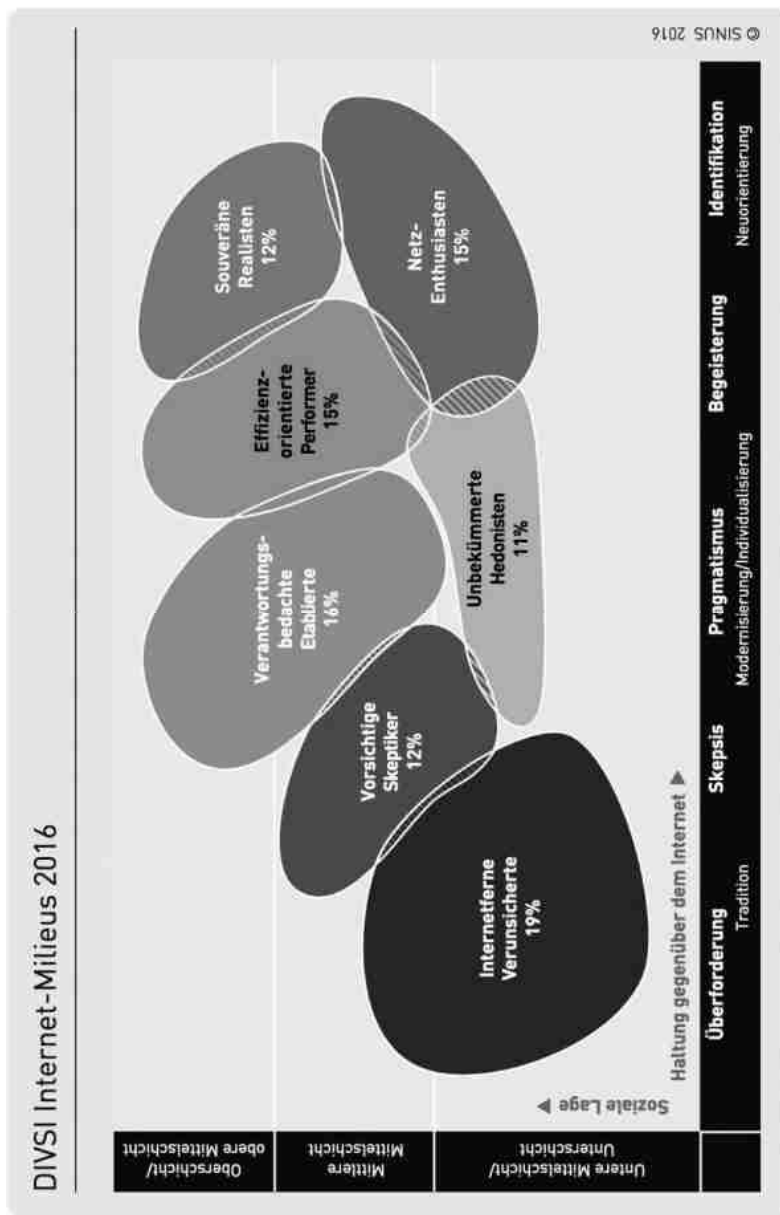 DIVSI Internet-Milieus 2016
Oberschicht/
obere Mittelschicht
Mittlere
Mittelschicht
Untere Mittelschicht/
Unterschicht
Soziale Lage ▶
Verantwortungs-
bedachte
Etablierte
16%
Effizienz-
orientierte
Performer
15%
Souveräne
Realisten
12%
Vorsichtige
Skeptiker
12%
Unbekümmerte
Hedonisten
11%
Netz-
Enthusiasten
15%
Internetferne
Verunsicherte
19%
Haltung gegenüber dem Internet ▶
Überforderung
Skepsis
Pragmatismus
Begeisterung
Identifikation
Tradition
Modernisierung/Individualisierung
Neuorientierung
© SINUS 2016